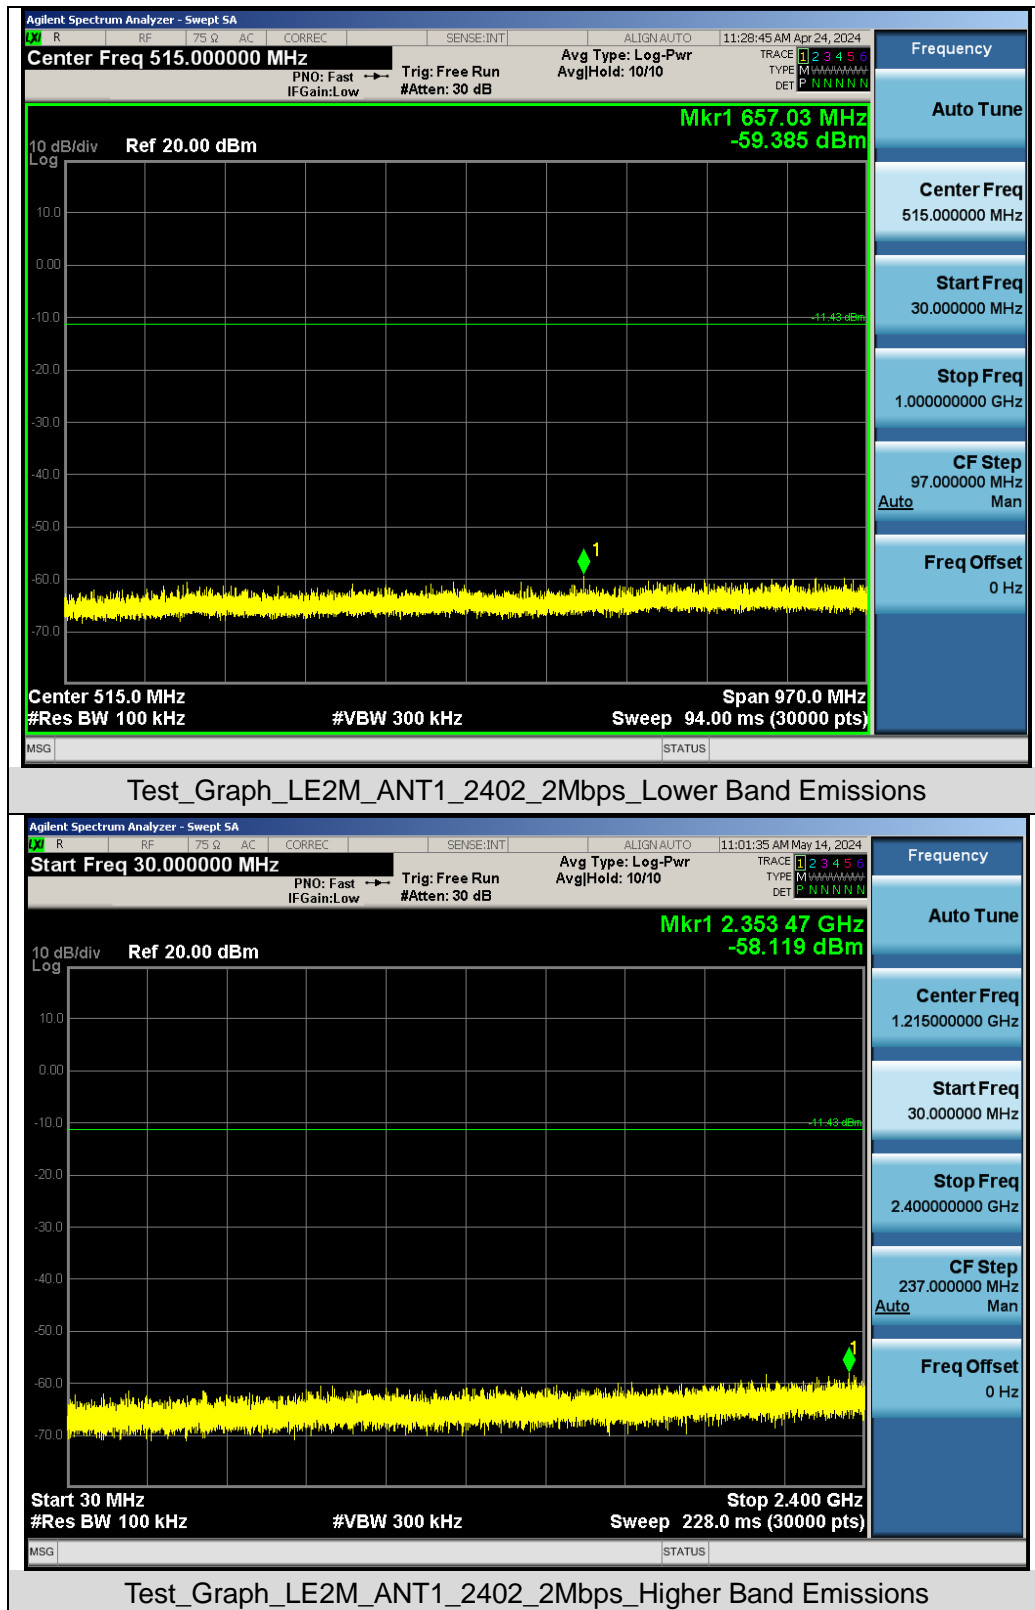 Agilent Spectrum Analyzer - Swept SA
LXI R RF 75 Ω AC CORREC SENSE:INT ALIGN AUTO 11:28:45 AM Apr 24, 2024
Center Freq 515.000000 MHz
PNO: Fast
IFGain:Low
Trig: Free Run
#Atten: 30 dB
Avg Type: Log-Pwr
Avg|Hold: 10/10
TRACE 1 2 3 4 5 6
TYPE M
DET P N N N N N
Frequency
Auto Tune
Mkr1 657.03 MHz
-59.385 dBm
10 dB/div Ref 20.00 dBm
Log
10.0
0.00
-10.0
-11.43 dBm
-20.0
-30.0
-40.0
-50.0
1
-60.0
-70.0
Center 515.0 MHz Span 970.0 MHz
#Res BW 100 kHz #VBW 300 kHz Sweep 94.00 ms (30000 pts)
Center Freq
515.000000 MHz
Start Freq
30.000000 MHz
Stop Freq
1.000000000 GHz
CF Step
97.000000 MHz
Auto Man
Freq Offset
0 Hz
MSG STATUS
Test_Graph_LE2M_ANT1_2402_2Mbps_Lower Band Emissions
Agilent Spectrum Analyzer - Swept SA
LXI R RF 75 Ω AC CORREC SENSE:INT ALIGN AUTO 11:01:35 AM May 14, 2024
Start Freq 30.000000 MHz
PNO: Fast
IFGain:Low
Trig: Free Run
#Atten: 30 dB
Avg Type: Log-Pwr
Avg|Hold: 10/10
TRACE 1 2 3 4 5 6
TYPE M
DET P N N N N N
Frequency
Auto Tune
Mkr1 2.353 47 GHz
-58.119 dBm
10 dB/div Ref 20.00 dBm
Log
10.0
0.00
-10.0
-11.43 dBm
-20.0
-30.0
-40.0
-50.0
1
-60.0
-70.0
Start 30 MHz Stop 2.400 GHz
#Res BW 100 kHz #VBW 300 kHz Sweep 228.0 ms (30000 pts)
Center Freq
1.215000000 GHz
Start Freq
30.000000 MHz
Stop Freq
2.400000000 GHz
CF Step
237.000000 MHz
Auto Man
Freq Offset
0 Hz
MSG STATUS
Test_Graph_LE2M_ANT1_2402_2Mbps_Higher Band Emissions